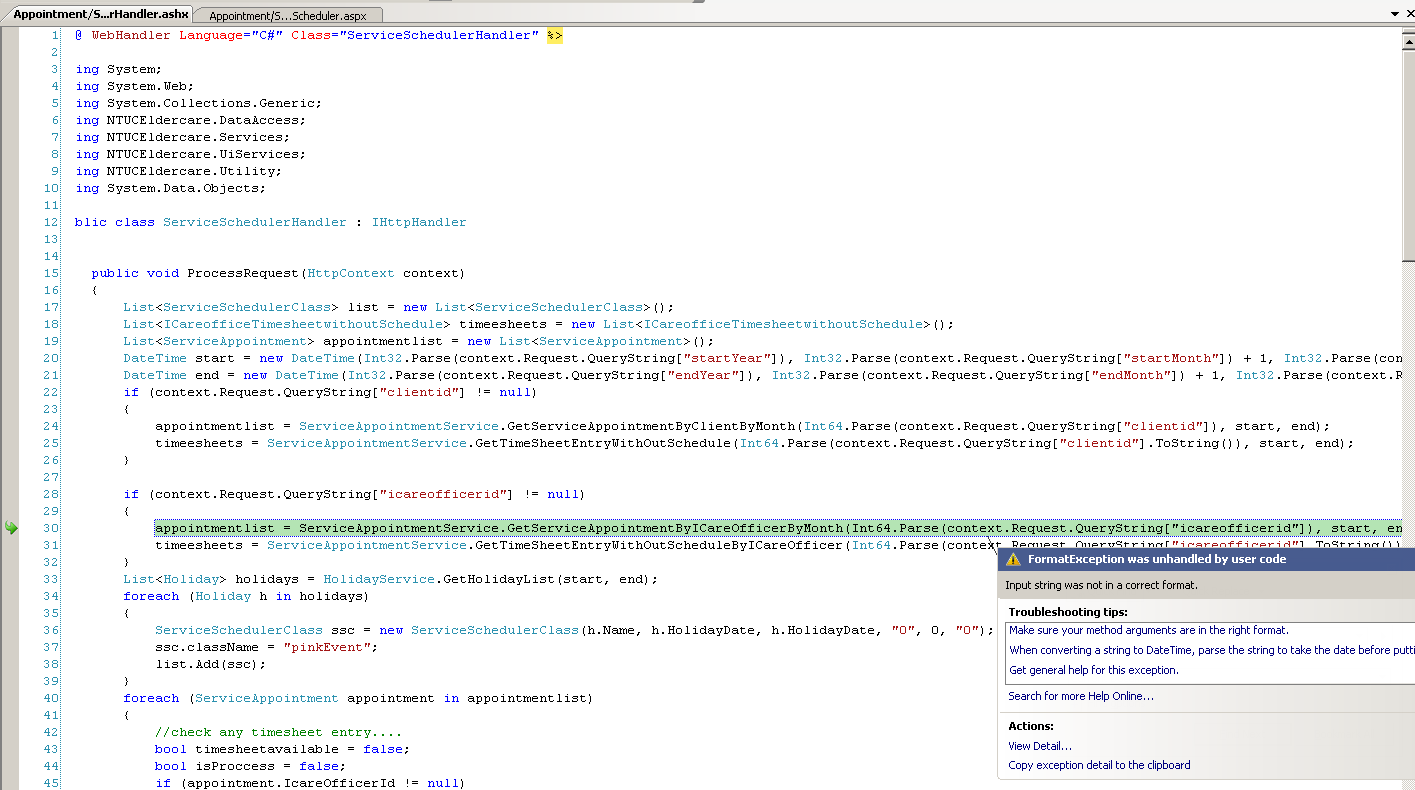 Appointment/S...rHandler.ashx Appointment/S...Scheduler.aspx
1 @ WebHandler Language="C#" Class="ServiceSchedulerHandler" %>
2
3 ing System;
4 ing System.Web;
5 ing System.Collections.Generic;
6 ing NTUCEldercare.DataAccess;
7 ing NTUCEldercare.Services;
8 ing NTUCEldercare.UiServices;
9 ing NTUCEldercare.Utility;
10 ing System.Data.Objects;
11
12 blic class ServiceSchedulerHandler : IHttpHandler
13
14
15 public void ProcessRequest(HttpContext context)
16 {
17 List<ServiceSchedulerClass> list = new List<ServiceSchedulerClass>();
18 List<ICareofficeTimesheetwithoutSchedule> timeesheets = new List<ICareofficeTimesheetwithoutSchedule>();
19 List<ServiceAppointment> appointmentlist = new List<ServiceAppointment>();
20 DateTime start = new DateTime(Int32.Parse(context.Request.QueryString["startYear"]), Int32.Parse(context.Request.QueryString["startMonth"]) + 1, Int32.Parse(con
21 DateTime end = new DateTime(Int32.Parse(context.Request.QueryString["endYear"]), Int32.Parse(context.Request.QueryString["endMonth"]) + 1, Int32.Parse(context.R
22 if (context.Request.QueryString["clientid"] != null)
23 {
24 appointmentlist = ServiceAppointmentService.GetServiceAppointmentByClientByMonth(Int64.Parse(context.Request.QueryString["clientid"]), start, end);
25 timeesheets = ServiceAppointmentService.GetTimeSheetEntryWithOutSchedule(Int64.Parse(context.Request.QueryString["clientid"].ToString()), start, end);
26 }
27
28 if (context.Request.QueryString["icareofficerid"] != null)
29 {
30 appointmentlist = ServiceAppointmentService.GetServiceAppointmentByICareOfficerByMonth(Int64.Parse(context.Request.QueryString["icareofficerid"]), start, en
31 timeesheets = ServiceAppointmentService.GetTimeSheetEntryWithOutScheduleByICareOfficer(Int64.Parse(context.Request.QueryString["icareofficerid"].ToString())
32 }
33 List<Holiday> holidays = HolidayService.GetHolidayList(start, end);
34 foreach (Holiday h in holidays)
35 {
36 ServiceSchedulerClass ssc = new ServiceSchedulerClass(h.Name, h.HolidayDate, h.HolidayDate, "0", 0, "0");
37 ssc.className = "pinkEvent";
38 list.Add(ssc);
39 }
40 foreach (ServiceAppointment appointment in appointmentlist)
41 {
42 //check any timesheet entry....
43 bool timesheetavailable = false;
44 bool isProccess = false;
45 if (appointment.IcareOfficerId != null)
FormatException was unhandled by user code
Input string was not in a correct format.
Troubleshooting tips:
Make sure your method arguments are in the right format.
When converting a string to DateTime, parse the string to take the date before putti
Get general help for this exception.
Search for more Help Online...
Actions:
View Detail...
Copy exception detail to the clipboard